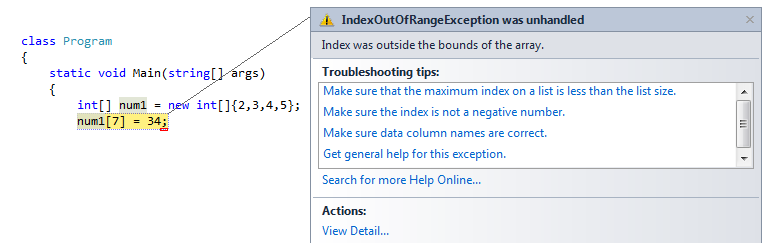 class Program
{
static void Main(string[] args)
{
int[] num1 = new int[]{2,3,4,5};
num1[7] = 34;
IndexOutOfRangeException was unhandled
Index was outside the bounds of the array.
Troubleshooting tips:
Make sure that the maximum index on a list is less than the list size.
Make sure the index is not a negative number.
Make sure data column names are correct.
Get general help for this exception.
Search for more Help Online...
Actions:
View Detail...